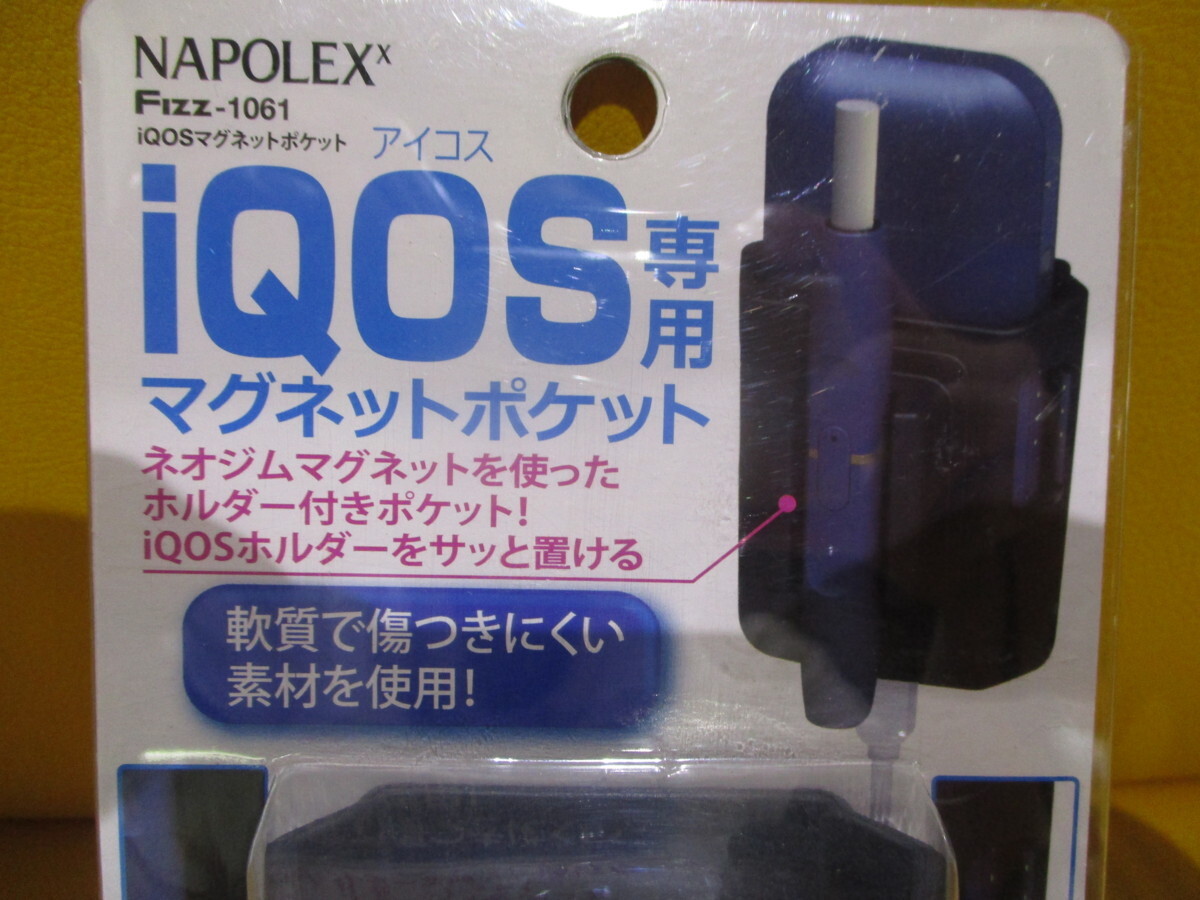 NAPOLEX
Fizz-1061
iQOSマグネットポケット
アイコス
iQOS専用
マグネットポケット
ネオジムマグネットを使った
ホルダー付きポケット!
iQOSホルダーをサッと置ける
軟質で傷つきにくい
素材を使用!